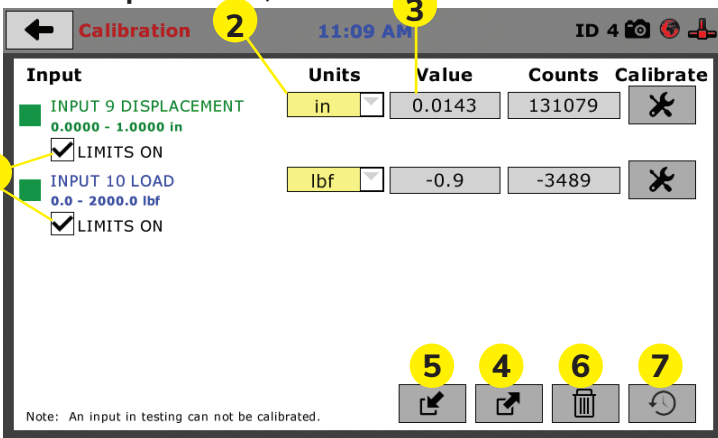 2
3
Calibration
11:09 AM
ID 4
Input Units Value Counts Calibrate
INPUT 9 DISPLACEMENT
in 0.0143 131079
0.0000 - 1.0000 in
LIMITS ON
INPUT 10 LOAD
lbf -0.9 -3489
0.0 - 2000.0 lbf
LIMITS ON
5 4 6 7
Note: An input in testing can not be calibrated.